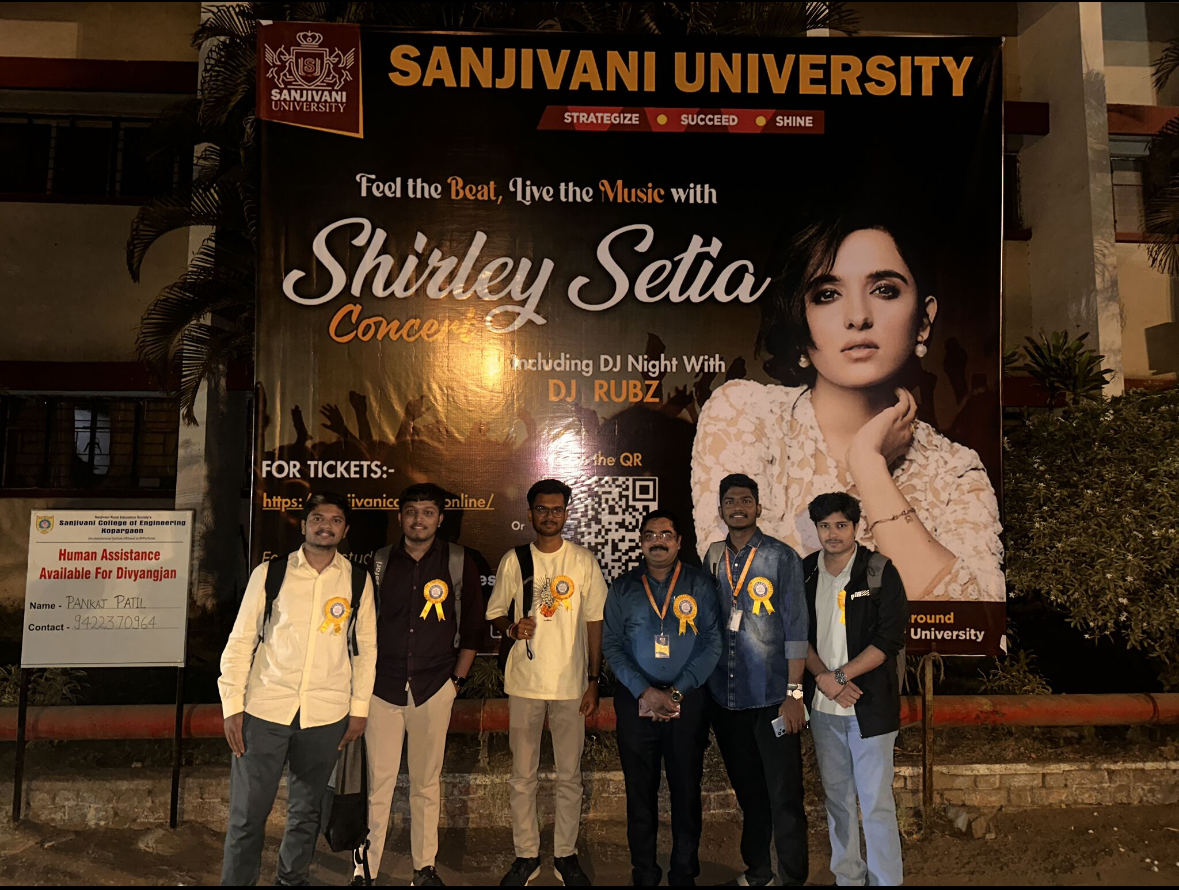 SANJIVANI
UNIVERSITY
SANJIVANI UNIVERSITY
STRATEGIZE SUCCEED SHINE
Feel the Beat, Live the Music with
Shirley Setia
Concert
Including DJ Night With
DJ RUBZ
FOR TICKETS:-
the QR
Or
Sanjivani College of Engineering
Kopargaon
Human Assistance
Available For Divyangjan
Name - PANKAJ PATIL
Contact - 9422370964
University